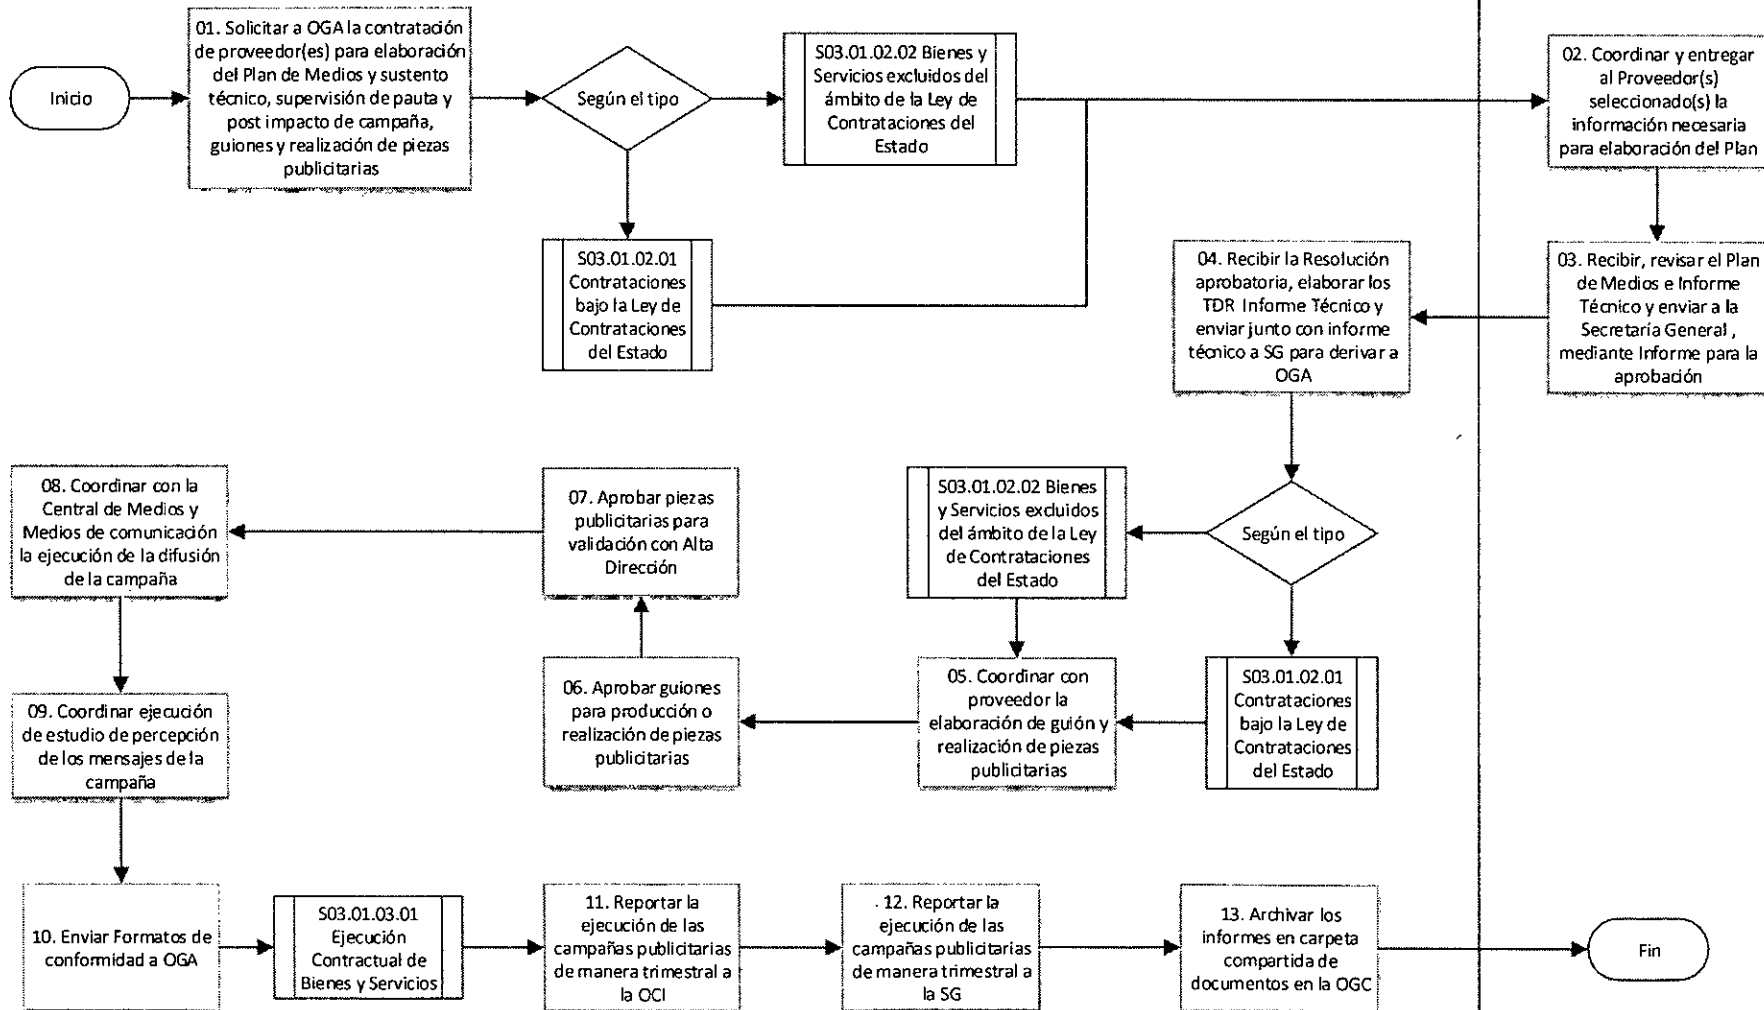 Inicio
01. Solicitar a OGA la contratación
de proveedor(es) para elaboración
del Plan de Medios y sustento
técnico, supervisión de pauta y
post impacto de campaña,
guiones y realización de piezas
publicitarias
Según el tipo
S03.01.02.02 Bienes y
Servicios excluidos del
ámbito de la Ley de
Contrataciones del
Estado
S03.01.02.01
Contrataciones
bajo la Ley de
Contrataciones
del Estado
02. Coordinar y entregar
al Proveedor(s)
seleccionado(s) la
información necesaria
para elaboración del Plan
03. Recibir, revisar el Plan
de Medios e Informe
Técnico y enviar a la
Secretaría General ,
mediante Informe para la
aprobación
04. Recibir la Resolución
aprobatoria, elaborar los
TDR Informe Técnico y
enviar junto con informe
técnico a SG para derivar a
OGA
Según el tipo
S03.01.02.02 Bienes
y Servicios excluidos
del ámbito de la Ley
de Contrataciones
del Estado
S03.01.02.01
Contrataciones
bajo la Ley de
Contrataciones
del Estado
05. Coordinar con
proveedor la
elaboración de guión y
realización de piezas
publicitarias
06. Aprobar guiones
para producción o
realización de piezas
publicitarias
07. Aprobar piezas
publicitarias para
validación con Alta
Dirección
08. Coordinar con la
Central de Medios y
Medios de comunicación
la ejecución de la difusión
de la campaña
09. Coordinar ejecución
de estudio de percepción
de los mensajes de la
campaña
10. Enviar Formatos de
conformidad a OGA
S03.01.03.01
Ejecución
Contractual de
Bienes y Servicios
11. Reportar la
ejecución de las
campañas publicitarias
de manera trimestral a
la OCI
12. Reportar la
ejecución de las
campañas publicitarias
de manera trimestral a
la SG
13. Archivar los
informes en carpeta
compartida de
documentos en la OGC
Fin